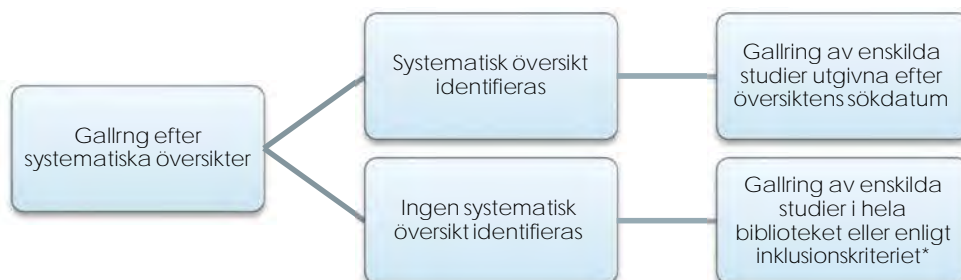 Gallrng efter
systematiska översikter
Systematisk översikt
identifieras
Gallring av enskilda
studier utgivna efter
översiktens sökdatum
Ingen systematisk
översikt identifieras
Gallring av enskilda
studier i hela
biblioteket eller enligt
inklusionskriteriet*